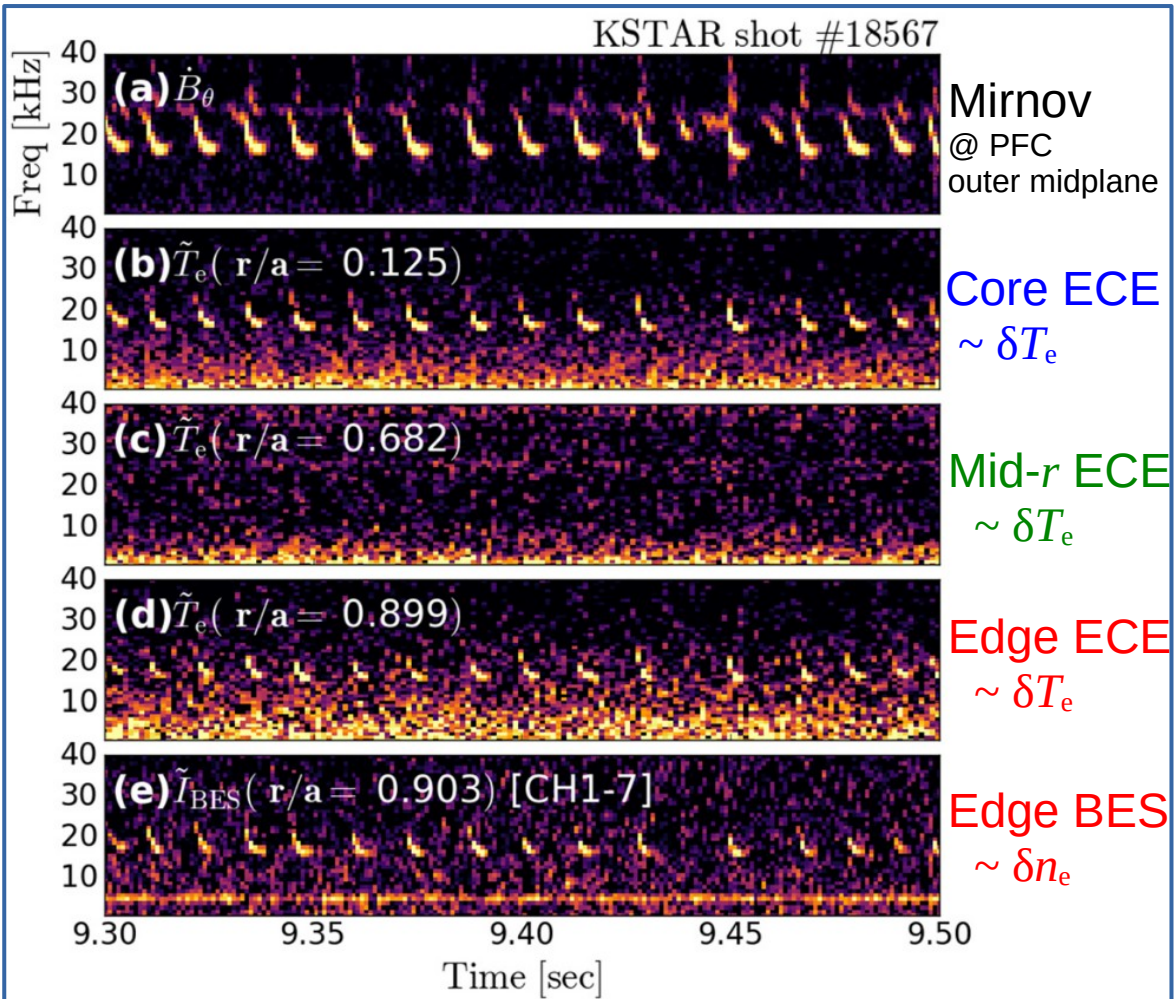 KSTAR shot #18567
Freq [kHz]
40
30
20
10
(a) Ḃθ
Mirnov
@ PFC
outer midplane
40
30
20
10
(b) T̃e( r/a = 0.125)
Core ECE
~ δTe
40
30
20
10
(c) T̃e( r/a = 0.682)
Mid-r ECE
~ δTe
40
30
20
10
(d) T̃e( r/a = 0.899)
Edge ECE
~ δTe
40
30
20
10
(e) ĨBES( r/a = 0.903) [CH1-7]
Edge BES
~ δne
9.30 9.35 9.40 9.45 9.50
Time [sec]